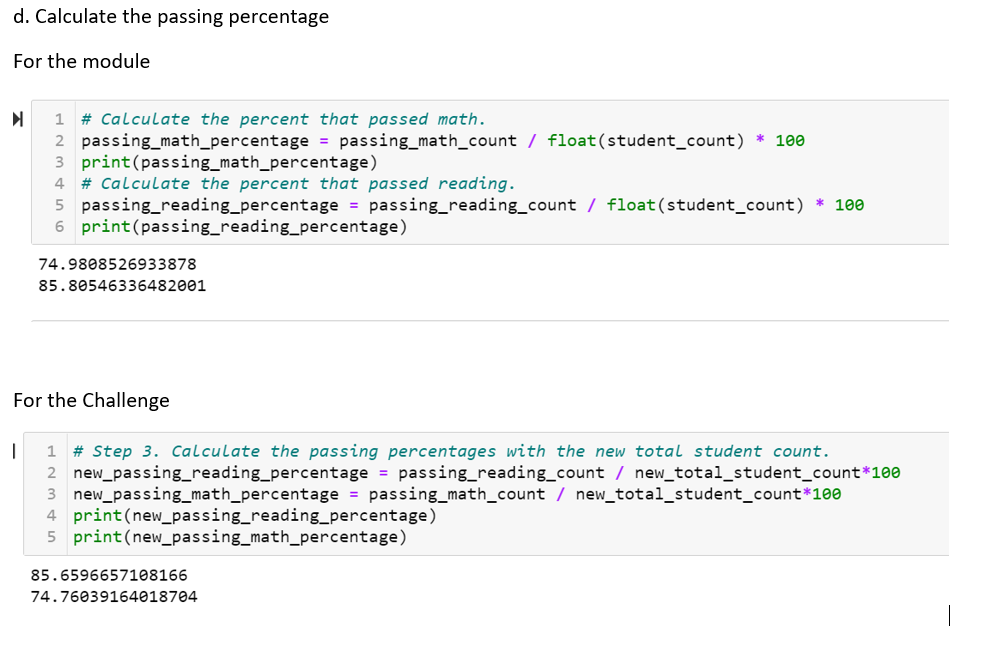 d. Calculate the passing percentage
For the module
1 # Calculate the percent that passed math.
2 passing_math_percentage = passing_math_count / float(student_count) * 100
3 print(passing_math_percentage)
4 # Calculate the percent that passed reading.
5 passing_reading_percentage = passing_reading_count / float(student_count) * 100
6 print(passing_reading_percentage)
74.9808526933878
85.80546336482001
For the Challenge
1 # Step 3. Calculate the passing percentages with the new total student count.
2 new_passing_reading_percentage = passing_reading_count / new_total_student_count*100
3 new_passing_math_percentage = passing_math_count / new_total_student_count*100
4 print(new_passing_reading_percentage)
5 print(new_passing_math_percentage)
85.6596657108166
74.76039164018704